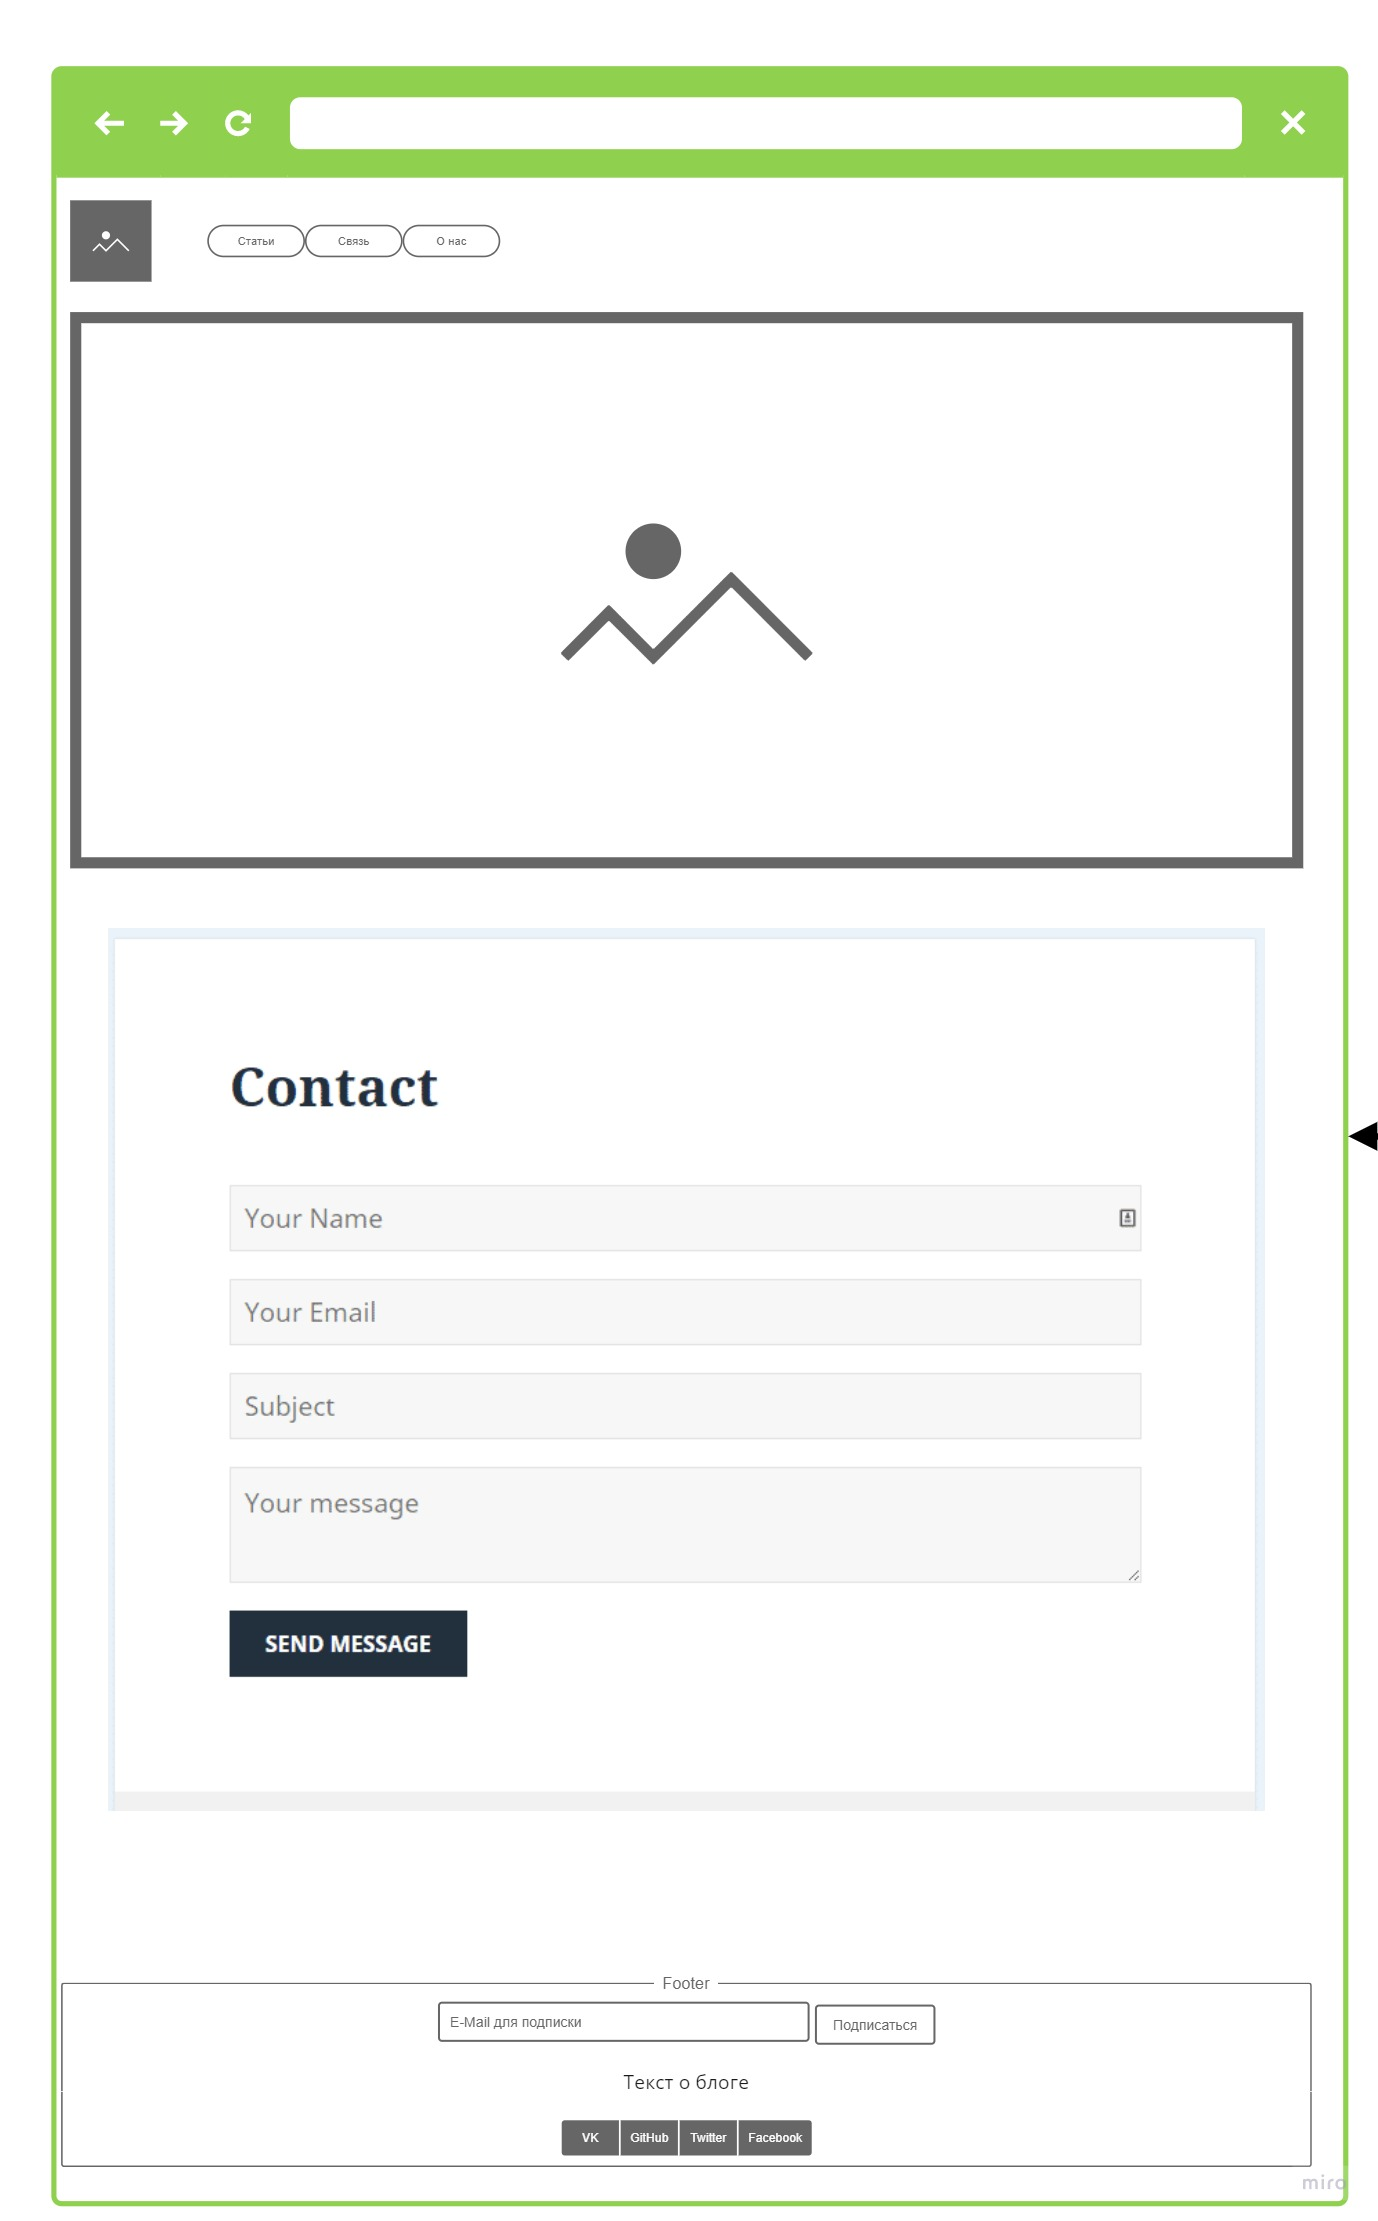 Статьи
Связь
О нас
Contact
Your Name
Your Email
Subject
Your message
SEND MESSAGE
Footer
E-Mail для подписки
Подписаться
Текст о блоге
VK
GitHub
Twitter
Facebook
miro